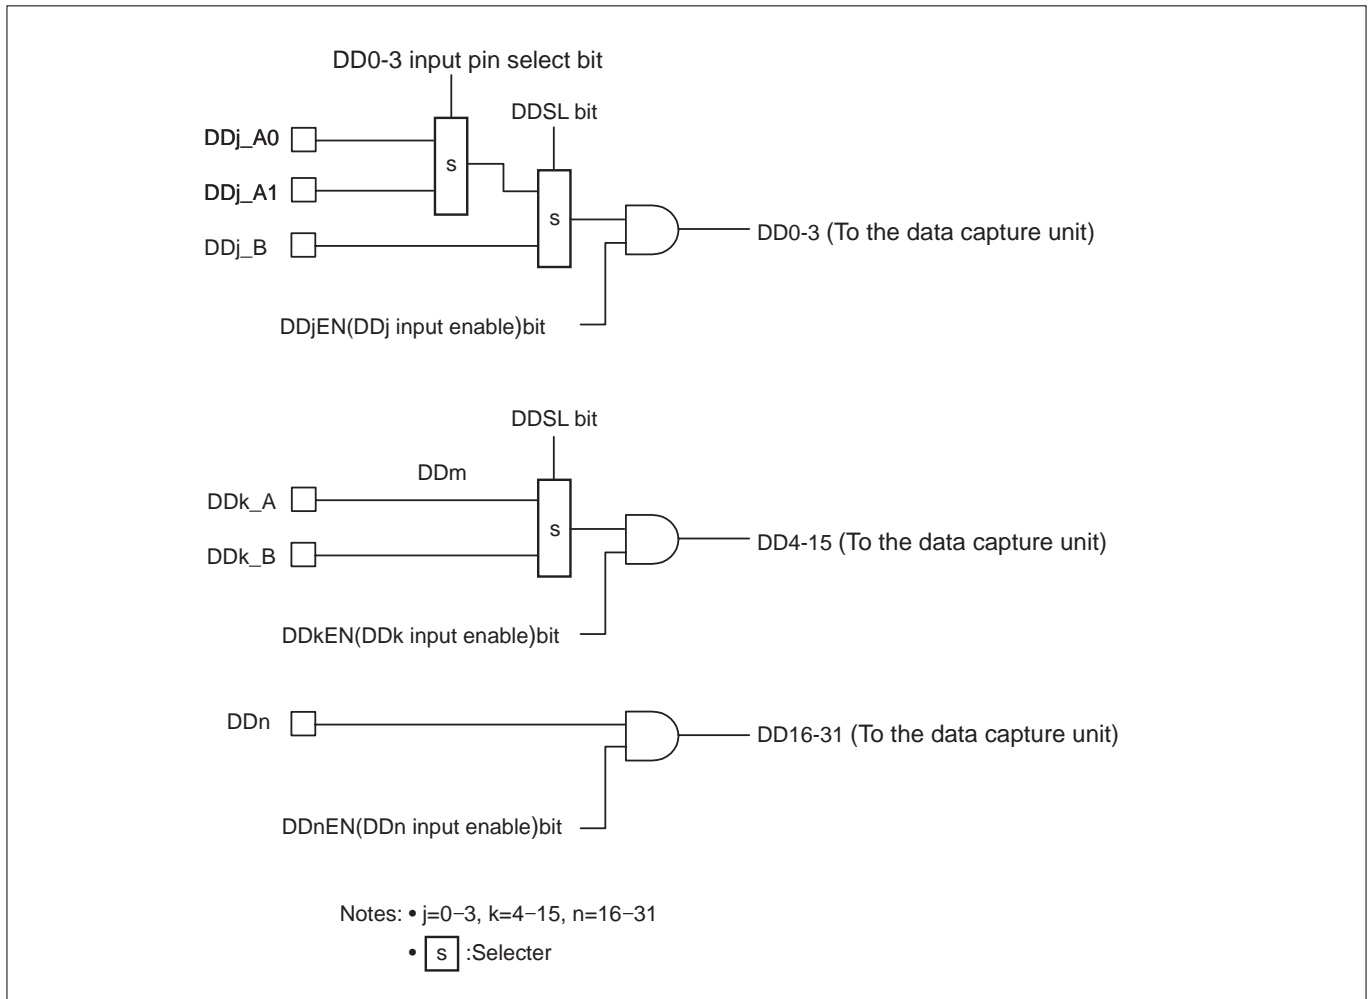 DD0-3 input pin select bit
DDSL bit
DDj_A0
s
DDj_A1
s
DDj_B
DD0-3 (To the data capture unit)
DDjEN(DDj input enable)bit
DDSL bit
DDm
DDk_A
s
DDk_B
DD4-15 (To the data capture unit)
DDkEN(DDk input enable)bit
DDn
DD16-31 (To the data capture unit)
DDnEN(DDn input enable)bit
Notes: • j=0−3, k=4−15, n=16−31
• s :Selecter